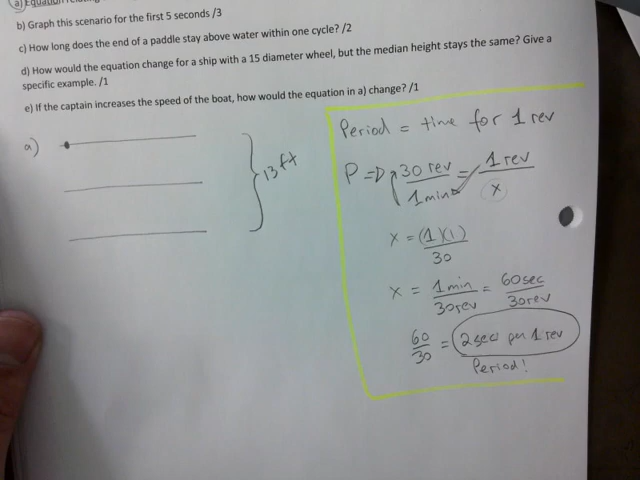 a) Equation
b) Graph this scenario for the first 5 seconds /3
c) How long does the end of a paddle stay above water within one cycle? /2
d) How would the equation change for a ship with a 15 diameter wheel, but the median height stays the same? Give a
specific example. /1
e) If the captain increases the speed of the boat, how would the equation in a) change? /1
a)
13 ft
Period = time for 1 rev
P => 30 rev / 1 min = 1 rev / x
x = (1)(1) / 30
x = 1 min / 30 rev = 60 sec / 30 rev
60 / 30 = 2 sec per 1 rev
Period!